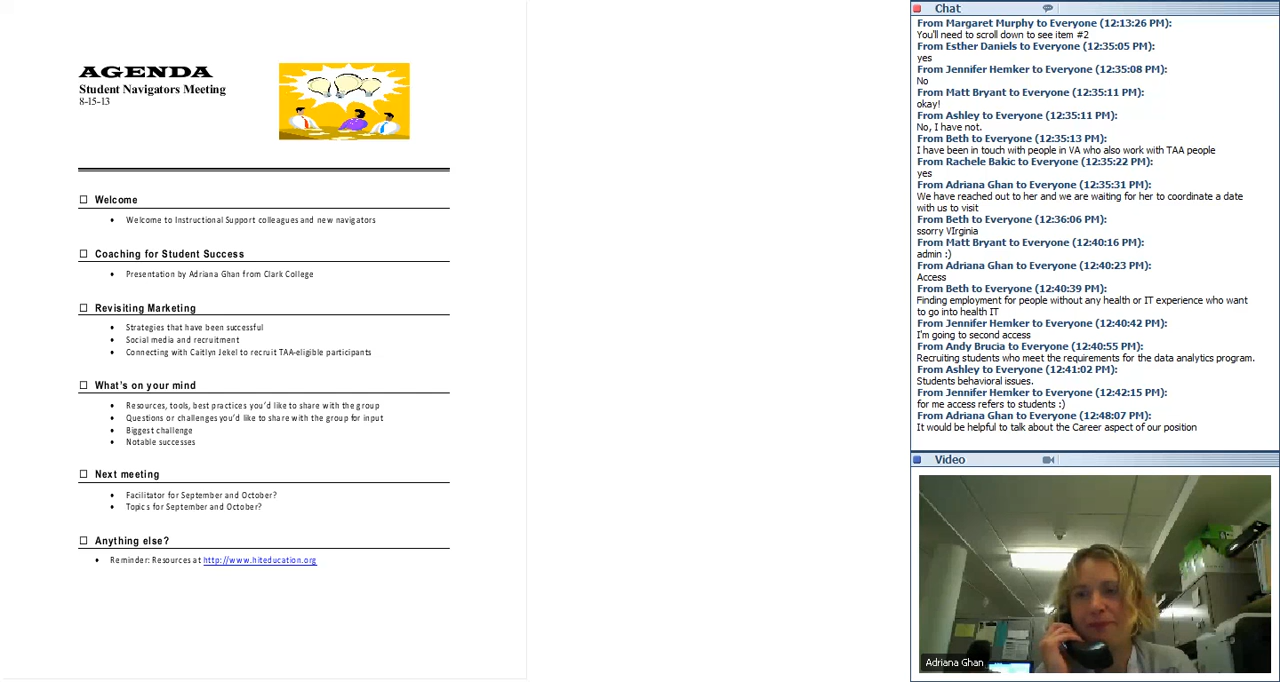 AGENDA
Student Navigators Meeting
8-15-13
☐ Welcome
• Welcome to Instructional Support colleagues and new navigators
☐ Coaching for Student Success
• Presentation by Adriana Ghan from Clark College
☐ Revisiting Marketing
• Strategies that have been successful
• Social media and recruitment
• Connecting with Caitlyn Jekel to recruit TAA-eligible participants
☐ What's on your mind
• Resources, tools, best practices you'd like to share with the group
• Questions or challenges you'd like to share with the group for input
• Biggest challenge
• Notable successes
☐ Next meeting
• Facilitator for September and October?
• Topics for September and October?
☐ Anything else?
• Reminder: Resources at http://www.hiteducation.org
Chat
From Margaret Murphy to Everyone (12:13:26 PM):
You'll need to scroll down to see item #2
From Esther Daniels to Everyone (12:35:05 PM):
yes
From Jennifer Hemker to Everyone (12:35:08 PM):
No
From Matt Bryant to Everyone (12:35:11 PM):
okay!
From Ashley to Everyone (12:35:11 PM):
No, I have not.
From Beth to Everyone (12:35:13 PM):
I have been in touch with people in VA who also work with TAA people
From Rachele Bakic to Everyone (12:35:22 PM):
yes
From Adriana Ghan to Everyone (12:35:31 PM):
We have reached out to her and we are waiting for her to coordinate a date
with us to visit
From Beth to Everyone (12:36:06 PM):
ssorry VIrginia
From Matt Bryant to Everyone (12:40:16 PM):
admin :)
From Adriana Ghan to Everyone (12:40:23 PM):
Access
From Beth to Everyone (12:40:39 PM):
Finding employment for people without any health or IT experience who want
to go into health IT
From Jennifer Hemker to Everyone (12:40:42 PM):
I'm going to second access
From Andy Brucia to Everyone (12:40:55 PM):
Recruiting students who meet the requirements for the data analytics program.
From Ashley to Everyone (12:41:02 PM):
Students behavioral issues.
From Jennifer Hemker to Everyone (12:42:15 PM):
for me access refers to students :)
From Adriana Ghan to Everyone (12:48:07 PM):
It would be helpful to talk about the Career aspect of our position
Video
Adriana Ghan